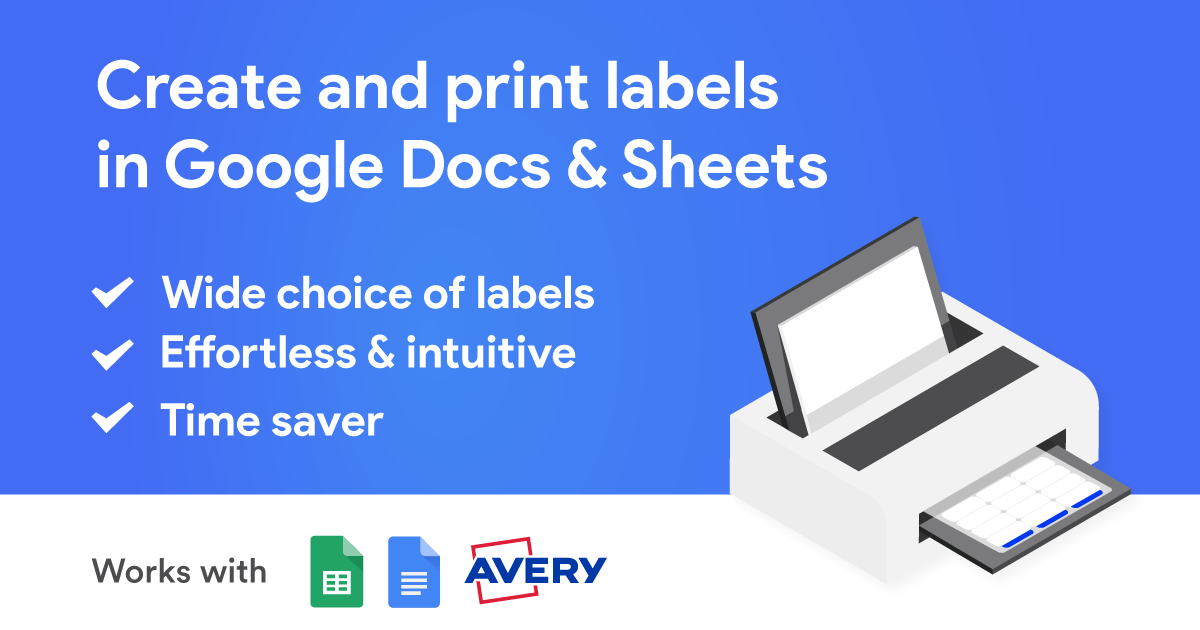 Create and print labels
in Google Docs & Sheets
Wide choice of labels
Effortless & intuitive
Time saver
Works with
AVERY